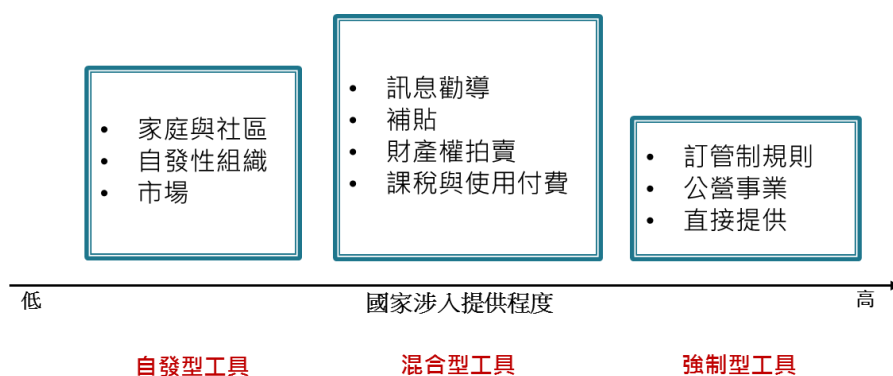 家庭與社區
自發性組織
市場
訊息勸導
補貼
財產權拍賣
課稅與使用付費
訂管制規則
公營事業
直接提供
低
國家涉入提供程度
高
自發型工具
混合型工具
強制型工具